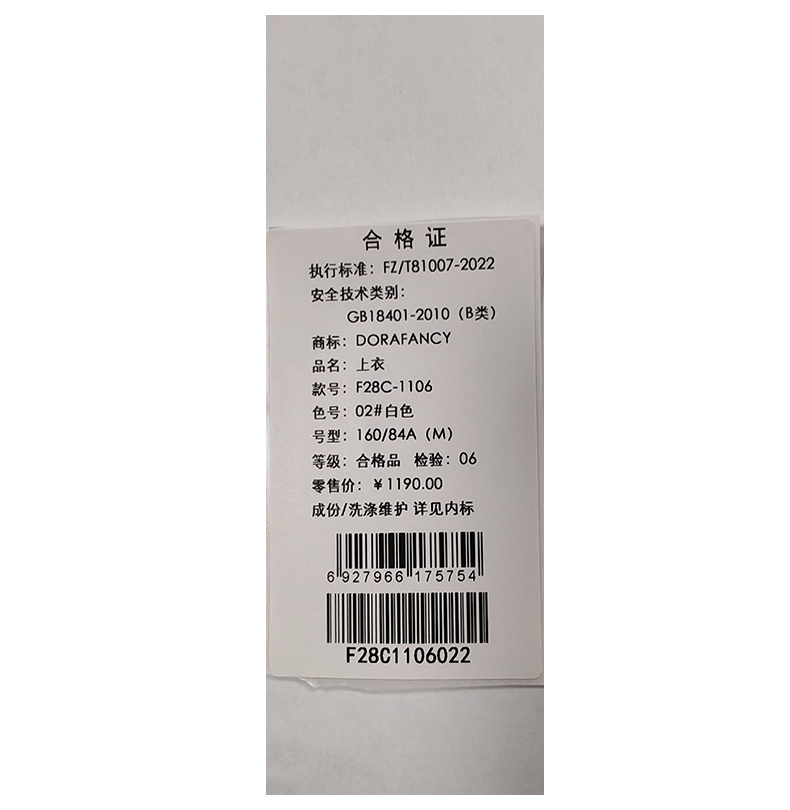 合格证
执行标准：FZ/T81007-2022
安全技术类别：
GB18401-2010（B类）
商标：DORAFANCY
品名：上衣
款号：F28C-1106
色号：02#白色
号型：160/84A（M）
等级：合格品 检验：06
零售价：￥1190.00
成份/洗涤维护 详见内标
6 927966 175754
F28C1106022